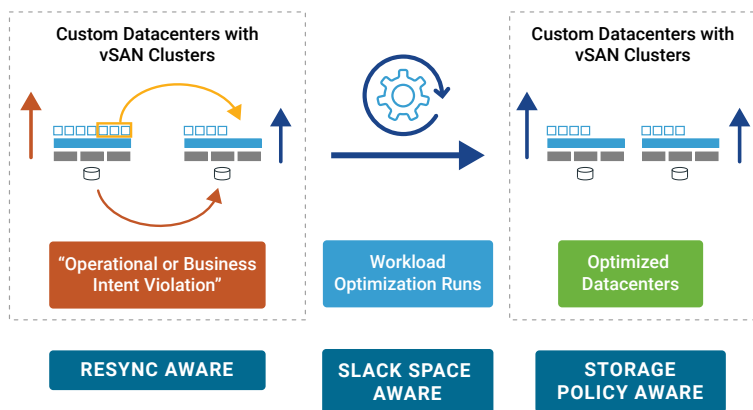 Custom Datacenters with
vSAN Clusters
Custom Datacenters with
vSAN Clusters
“Operational or Business
Intent Violation”
Workload
Optimization Runs
Optimized
Datacenters
RESYNC AWARE
SLACK SPACE
AWARE
STORAGE
POLICY AWARE